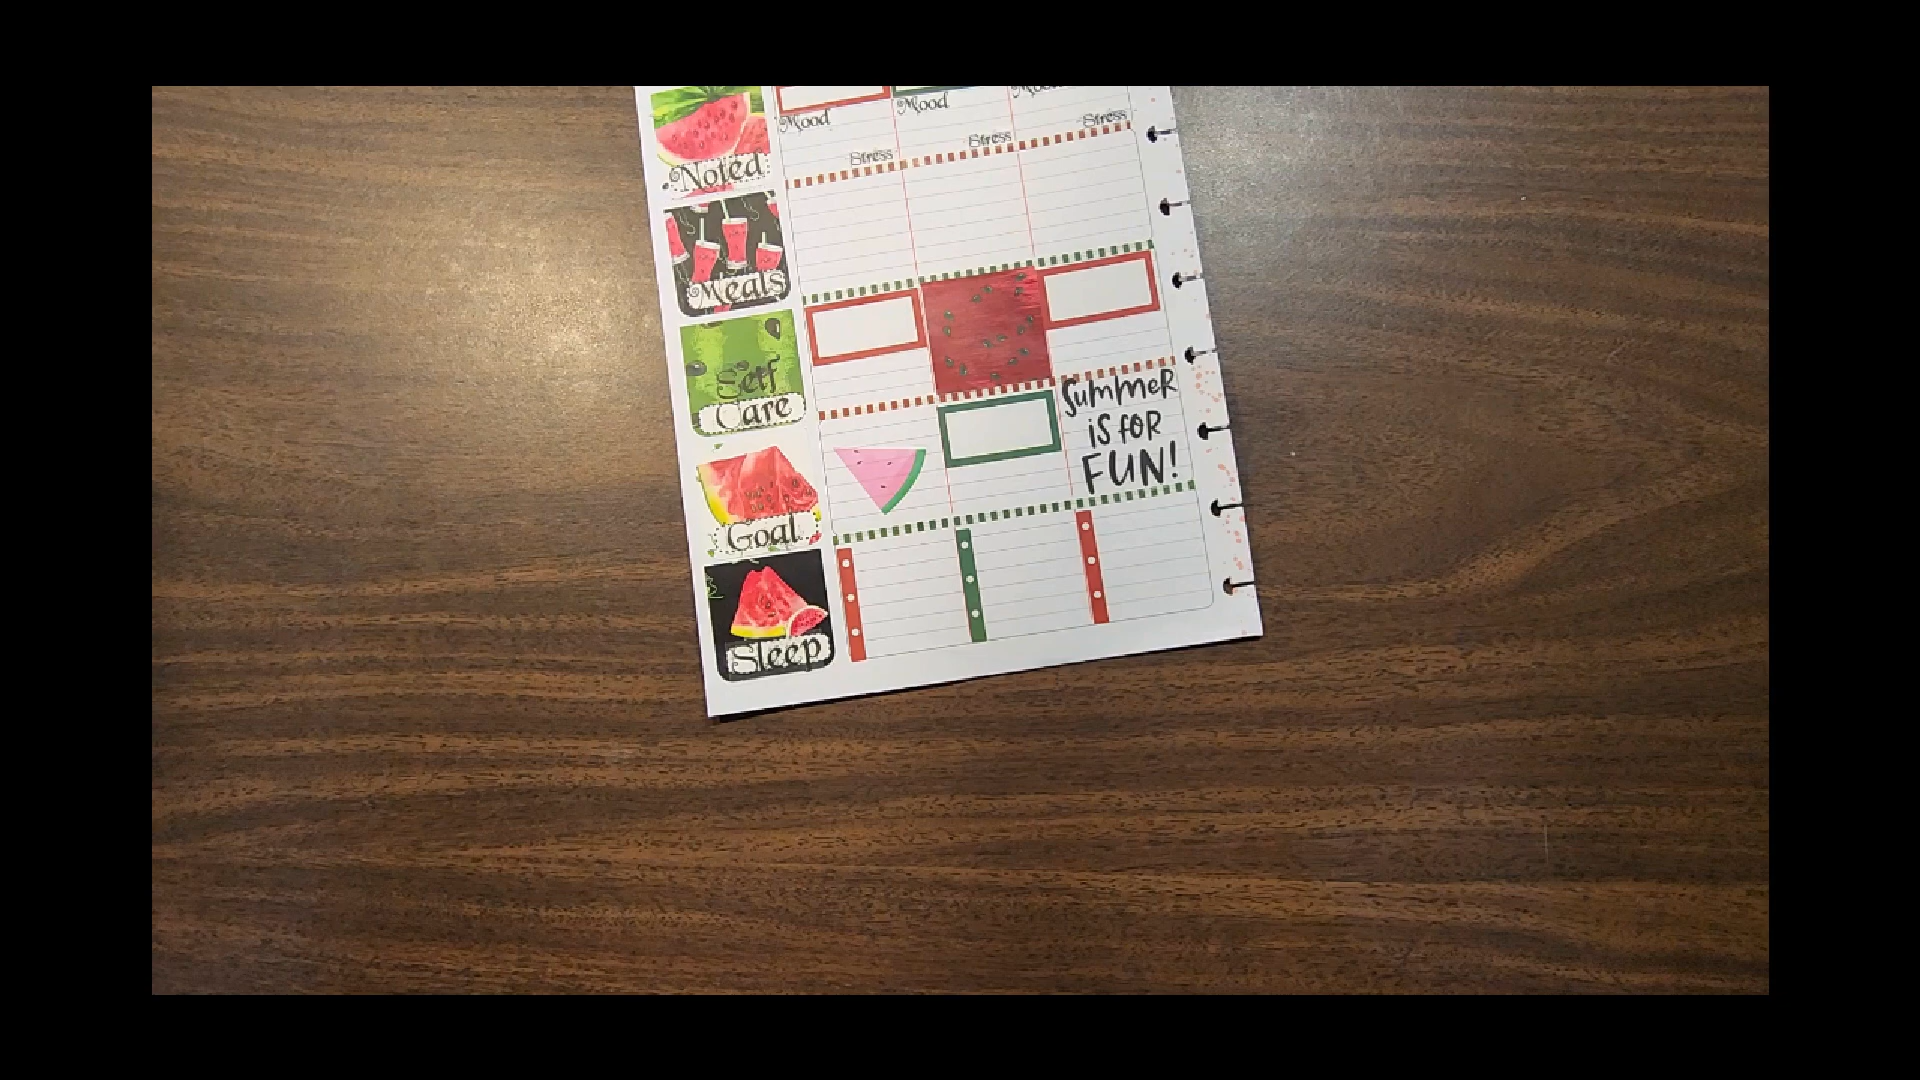 Mood
Mood
Stress
Stress
Stress
Noted
Meals
Self
Care
Summer
is for
FUN!
Goal
Sleep